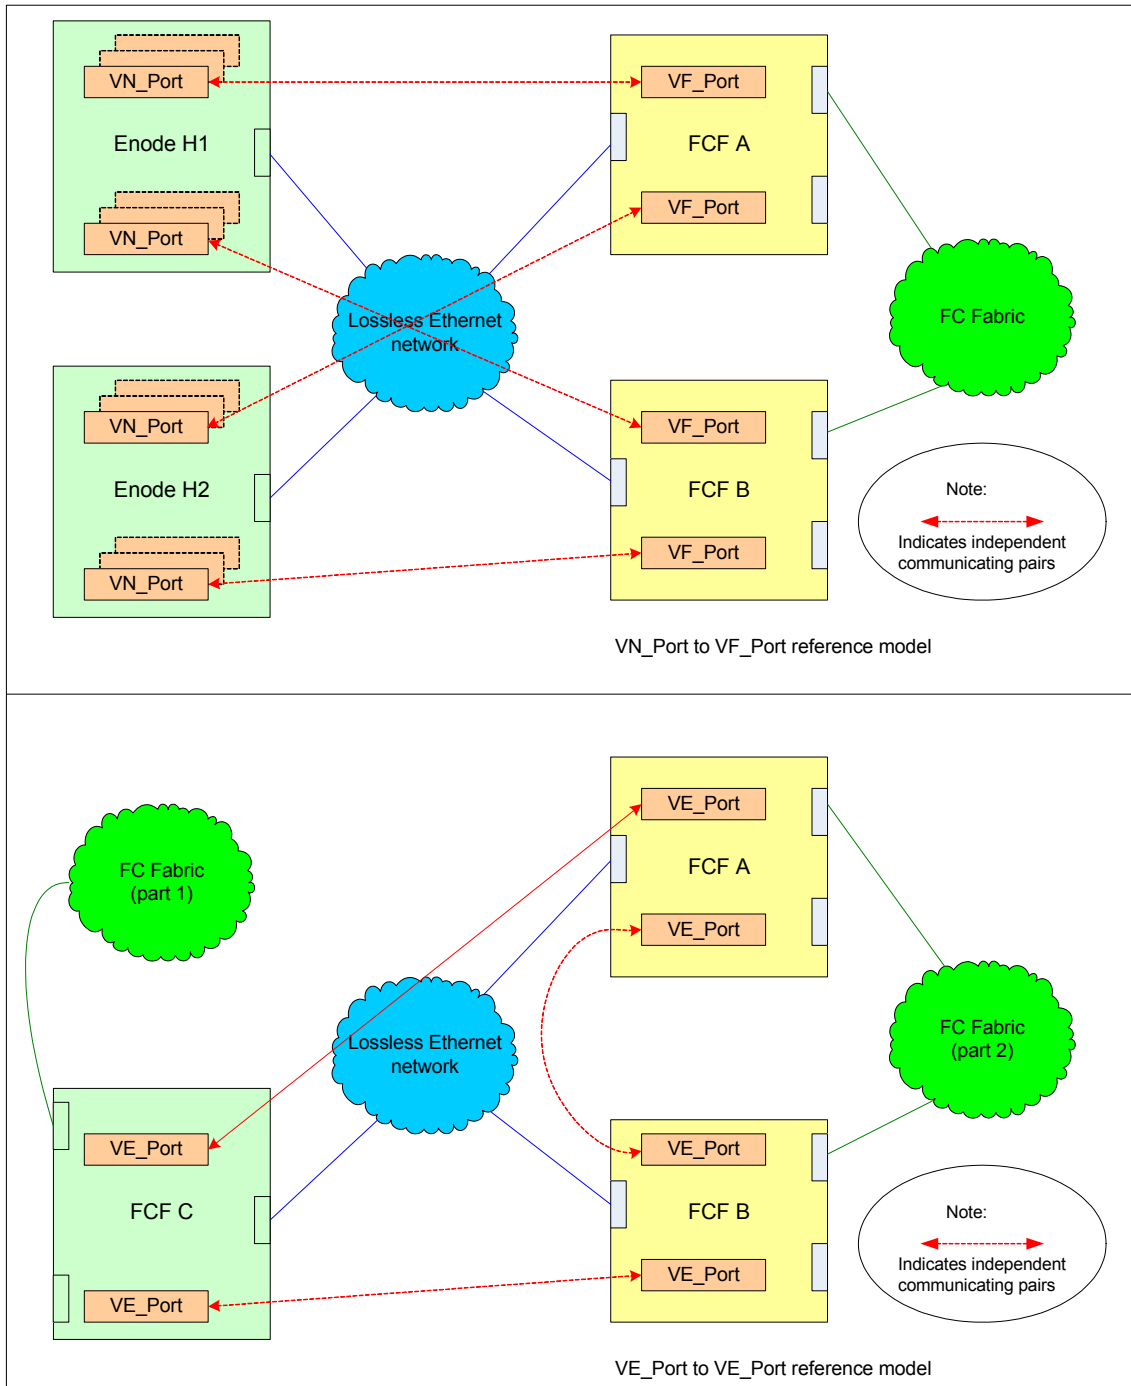 VN_Port
VF_Port
Enode H1
FCF A
VN_Port
VF_Port
Lossless Ethernet
network
FC Fabric
VN_Port
VF_Port
Enode H2
FCF B
VN_Port
VF_Port
Note:
Indicates independent
communicating pairs
VN_Port to VF_Port reference model
VE_Port
FC Fabric
(part 1)
FCF A
VE_Port
Lossless Ethernet
network
FC Fabric
(part 2)
VE_Port
VE_Port
FCF C
FCF B
VE_Port
VE_Port
Note:
Indicates independent
communicating pairs
VE_Port to VE_Port reference model